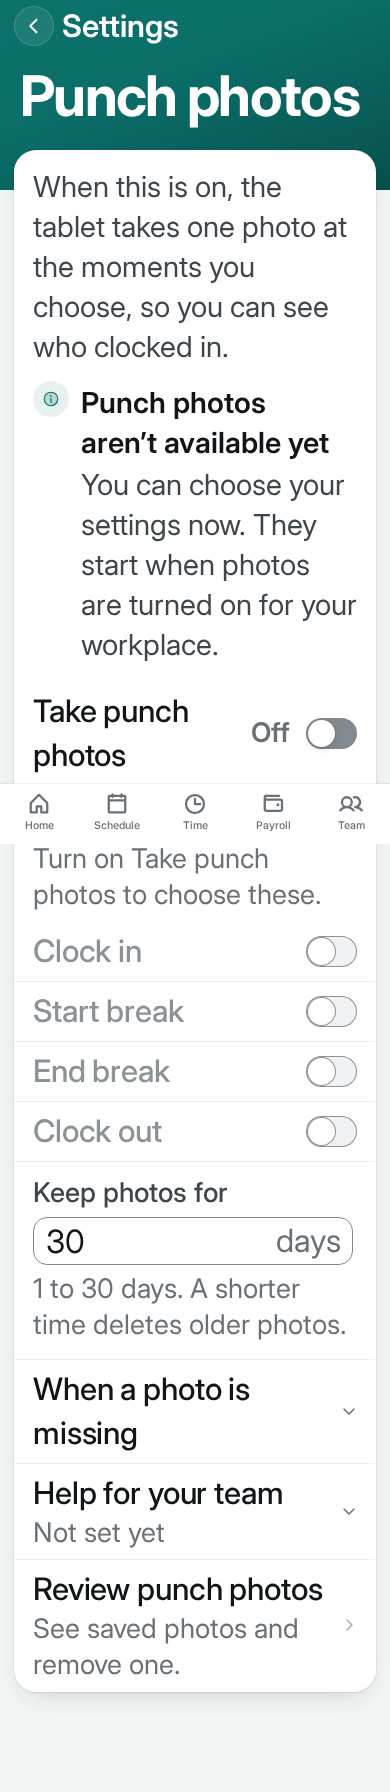 Settings
Punch photos
When this is on, the
tablet takes one photo at
the moments you
choose, so you can see
who clocked in.
Punch photos
aren’t available yet
You can choose your
settings now. They
start when photos
are turned on for your
workplace.
Take punch
photos
Off
Home
Schedule
Time
Payroll
Team
Turn on Take punch
photos to choose these.
Clock in
Start break
End break
Clock out
Keep photos for
30 days
1 to 30 days. A shorter
time deletes older photos.
When a photo is
missing
Help for your team
Not set yet
Review punch photos
See saved photos and
remove one.